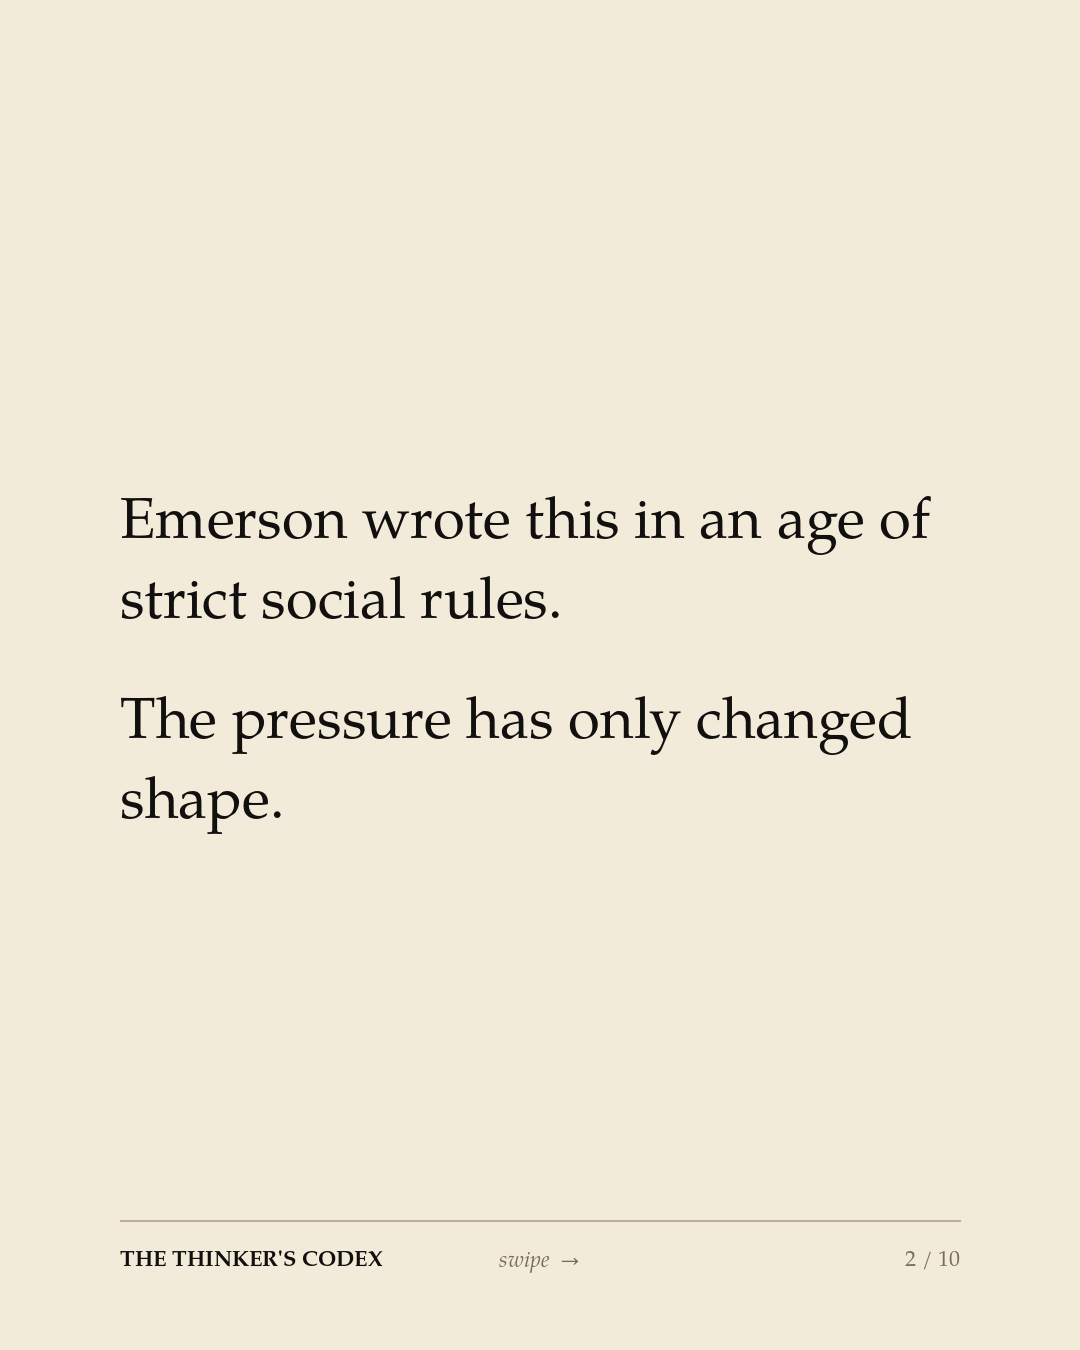 Emerson wrote this in an age of
strict social rules.
The pressure has only changed
shape.
THE THINKER'S CODEX
swipe →
2 / 10